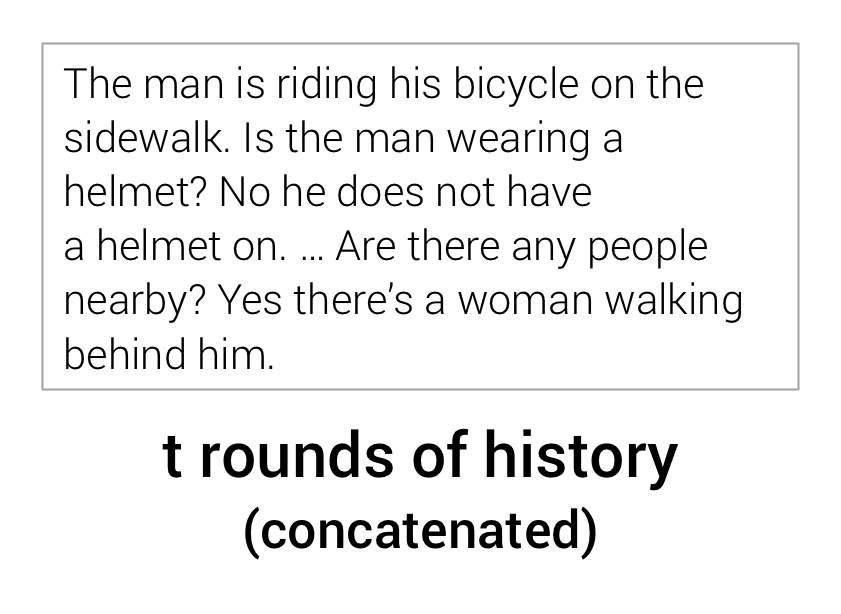 The man is riding his bicycle on the
sidewalk. Is the man wearing a
helmet? No he does not have
a helmet on. ... Are there any people
nearby? Yes there’s a woman walking
behind him.
t rounds of history
(concatenated)